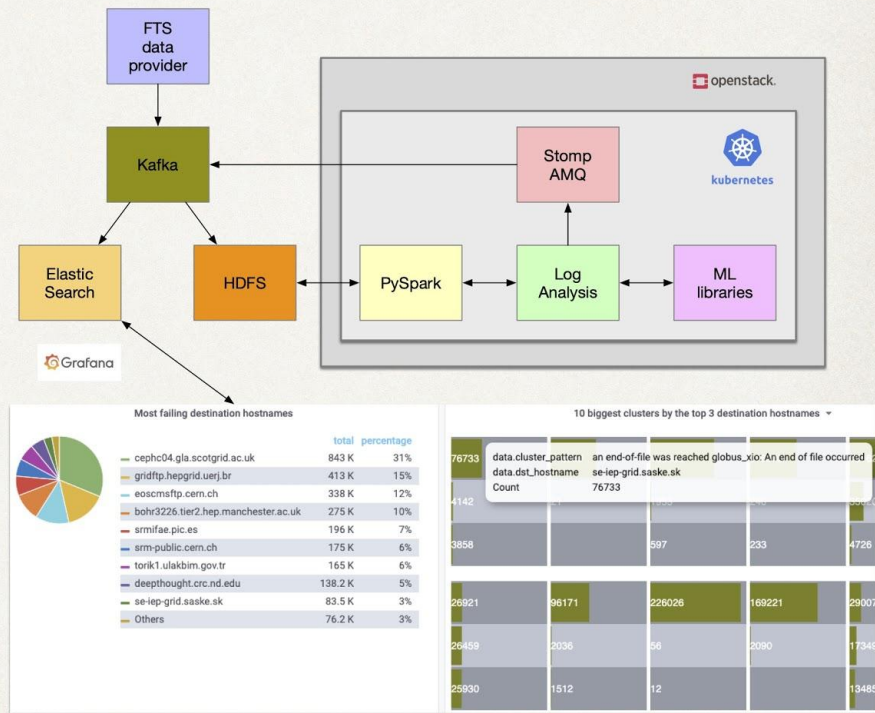 FTS
data
provider
openstack.
Kafka
Stomp
AMQ
kubernetes
Elastic
Search
HDFS
PySpark
Log
Analysis
ML
libraries
Grafana
Most failing destination hostnames
total percentage
cephc04.gla.scotgrid.ac.uk 843 K 31%
gridftp.hepgrid.uerj.br 413 K 15%
eoscmsftp.cern.ch 338 K 12%
bohr3226.tier2.hep.manchester.ac.uk 275 K 10%
srmifae.pic.es 196 K 7%
srm-public.cern.ch 175 K 6%
torik1.ulakbim.gov.tr 165 K 6%
deepthought.crc.nd.edu 138.2 K 5%
se-iep-grid.saske.sk 83.5 K 3%
Others 76.2 K 3%
10 biggest clusters by the top 3 destination hostnames
76733
data.cluster_pattern an end-of-file was reached globus_xio: An end of file occurred
data.dst_hostname se-iep-grid.saske.sk
Count 76733
4142
3858 597 233 4726
26921 96171 226026 169221 29007
26459 2036 56 2090 17349
25930 1512 12 13485